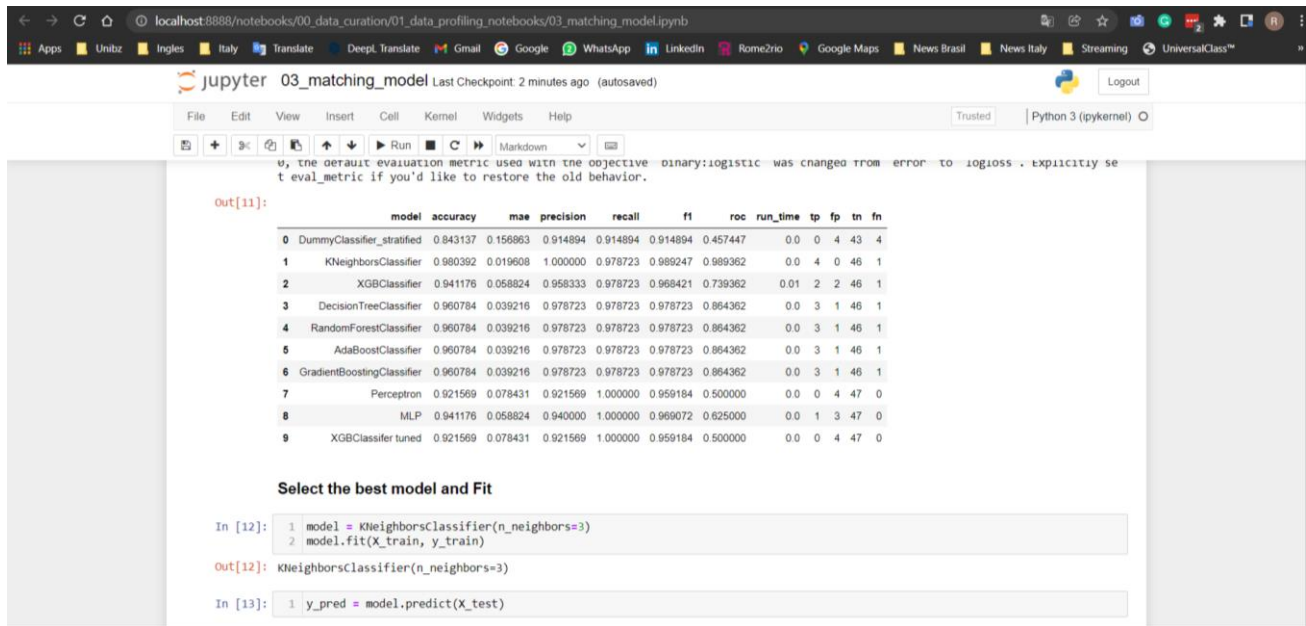 localhost:8888/notebooks/00_data_curation/01_data_profiling_notebooks/03_matching_model.ipynb
Apps Unibz Ingles Italy Translate DeepL Translate Gmail Google WhatsApp LinkedIn Rome2rio Google Maps News Brasil News Italy Streaming UniversalClass™ »
jupyter 03_matching_model Last Checkpoint: 2 minutes ago (autosaved) Logout
File Edit View Insert Cell Kernel Widgets Help Trusted Python 3 (ipykernel)
Run Markdown
0, the default evaluation metric used with the objective 'binary:logistic' was changed from 'error' to 'logloss'. Explicitly se
t eval_metric if you'd like to restore the old behavior.
Out[11]:
model accuracy mae precision recall f1 roc run_time tp fp tn fn
0 DummyClassifier_stratified 0.843137 0.156863 0.914894 0.914894 0.914894 0.457447 0.0 0 4 43 4
1 KNeighborsClassifier 0.980392 0.019608 1.000000 0.978723 0.989247 0.989362 0.0 4 0 46 1
2 XGBClassifier 0.941176 0.058824 0.958333 0.978723 0.968421 0.739362 0.01 2 2 46 1
3 DecisionTreeClassifier 0.960784 0.039216 0.978723 0.978723 0.978723 0.864362 0.0 3 1 46 1
4 RandomForestClassifier 0.960784 0.039216 0.978723 0.978723 0.978723 0.864362 0.0 3 1 46 1
5 AdaBoostClassifier 0.960784 0.039216 0.978723 0.978723 0.978723 0.864362 0.0 3 1 46 1
6 GradientBoostingClassifier 0.960784 0.039216 0.978723 0.978723 0.978723 0.864362 0.0 3 1 46 1
7 Perceptron 0.921569 0.078431 0.921569 1.000000 0.959184 0.500000 0.0 0 4 47 0
8 MLP 0.941176 0.058824 0.940000 1.000000 0.969072 0.625000 0.0 1 3 47 0
9 XGBClassifer tuned 0.921569 0.078431 0.921569 1.000000 0.959184 0.500000 0.0 0 4 47 0
Select the best model and Fit
In [12]: 1 model = KNeighborsClassifier(n_neighbors=3)
2 model.fit(X_train, y_train)
Out[12]: KNeighborsClassifier(n_neighbors=3)
In [13]: 1 y_pred = model.predict(X_test)